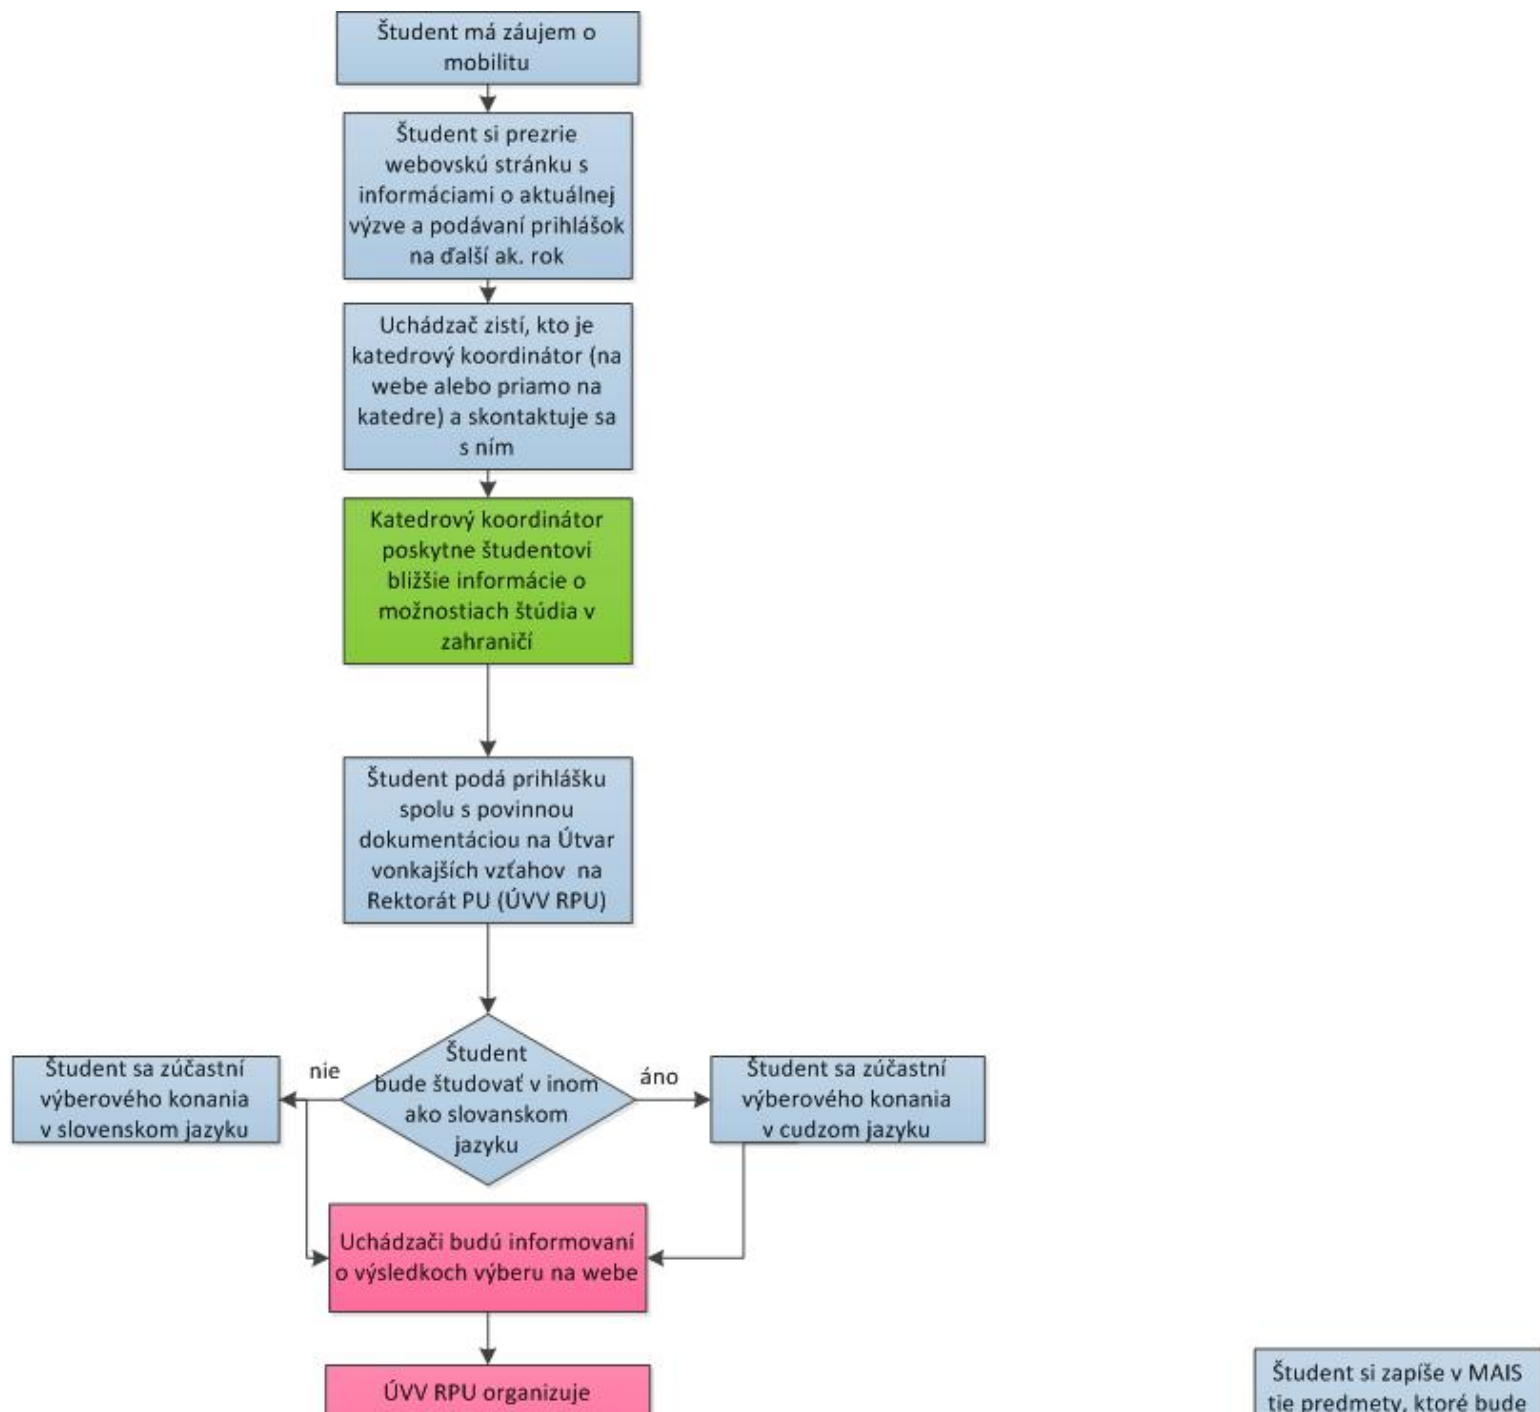 Študent má záujem o
mobilitu
Študent si prezrie
webovskú stránku s
informáciami o aktuálnej
výzve a podávaní prihlášok
na ďalší ak. rok
Uchádzač zistí, kto je
katedrový koordinátor (na
webe alebo priamo na
katedre) a skontaktuje sa
s ním
Katedrový koordinátor
poskytne študentovi
bližšie informácie o
možnostiach štúdia v
zahraničí
Študent podá prihlášku
spolu s povinnou
dokumentáciou na Útvar
vonkajších vzťahov na
Rektorát PU (ÚVV RPU)
Študent
bude študovať v inom
ako slovanskom
jazyku
nie
Študent sa zúčastní
výberového konania
v slovenskom jazyku
áno
Študent sa zúčastní
výberového konania
v cudzom jazyku
Uchádzači budú informovaní
o výsledkoch výberu na webe
ÚVV RPU organizuje
Študent si zapíše v MAIS
tie predmety, ktoré bude